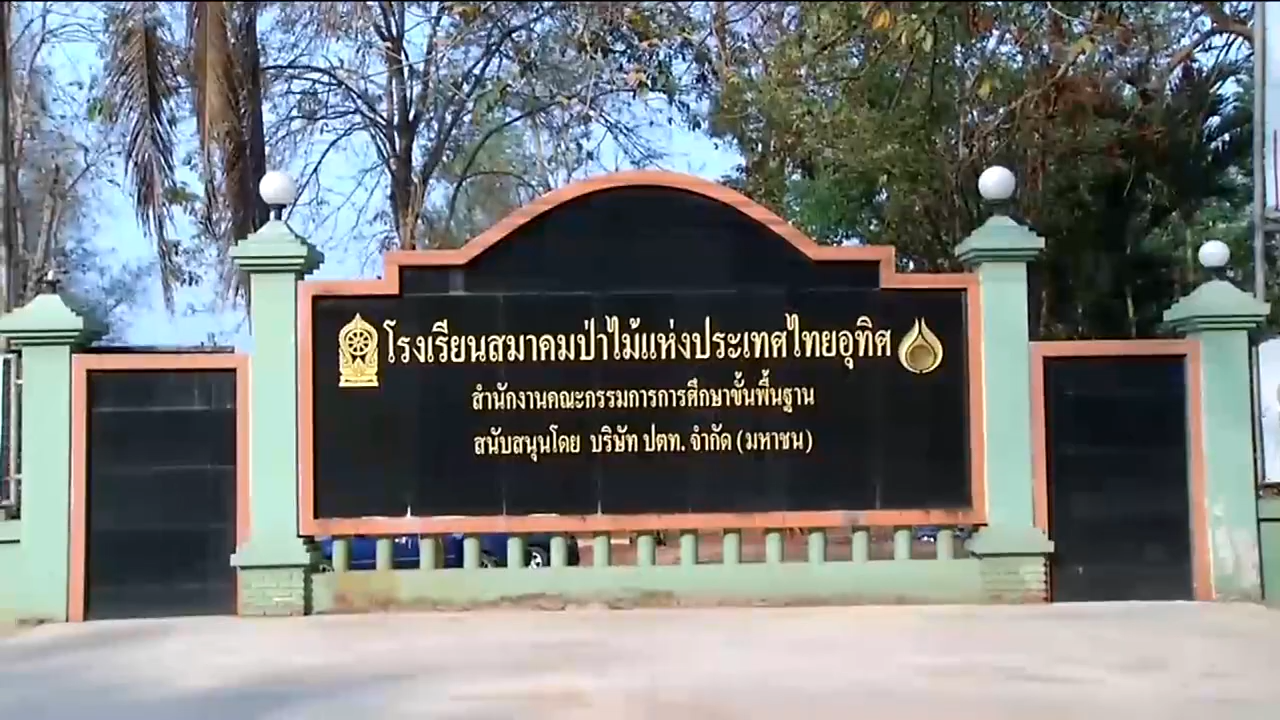 โรงเรียนสมาคมป่าไม้แห่งประเทศไทยอุทิศ
สำนักงานคณะกรรมการการศึกษาขั้นพื้นฐาน
สนับสนุนโดย บริษัท ปตท. จำกัด (มหาชน)